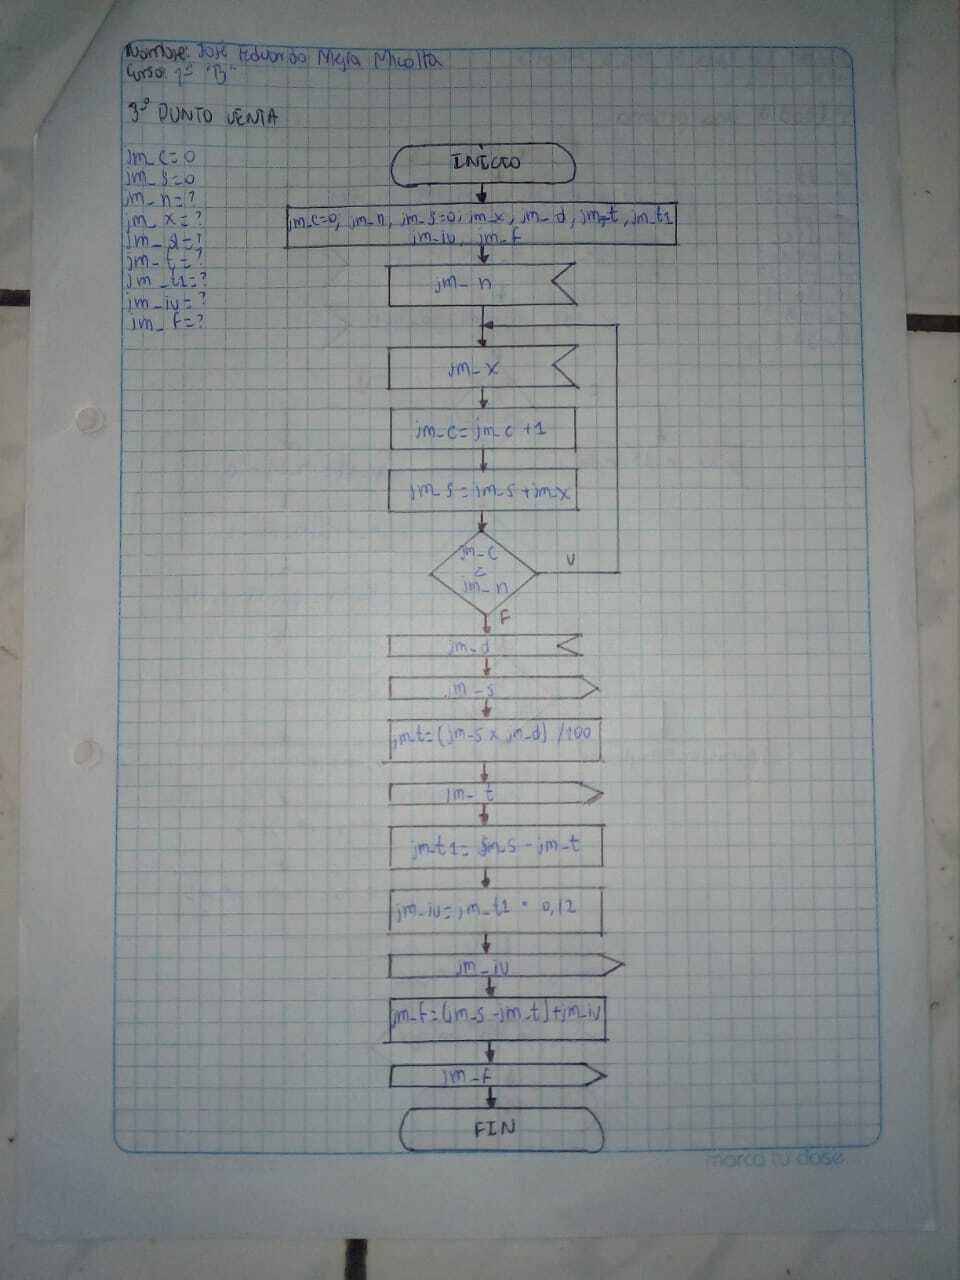 Nombre: José Eduardo Mejia Micolta
Curso: 1° "B"
3° PUNTO VENTA
jm_c=0
jm_s=0
jm_n=?
jm_x=?
jm_d=?
jm_t=?
jm_t1=?
jm_iv=?
jm_f=?
INICIO
jm_c=0, jm_n, jm_s=0, jm_x, jm_d, jm_t, jm_t1
jm_iv, jm_f
jm_n
jm_x
jm_c=jm_c+1
jm_s=jm_s+jm_x
jm_c
<
jm_n
V
F
jm_d
jm_s
jm_t=(jm_s x jm_d) /100
jm_t
jm_t1= jm_s - jm_t
jm_iv=jm_t1 * 0,12
jm_iv
jm_f=(jm_s-jm_t)+jm_iv
jm_f
FIN
marca tu clase